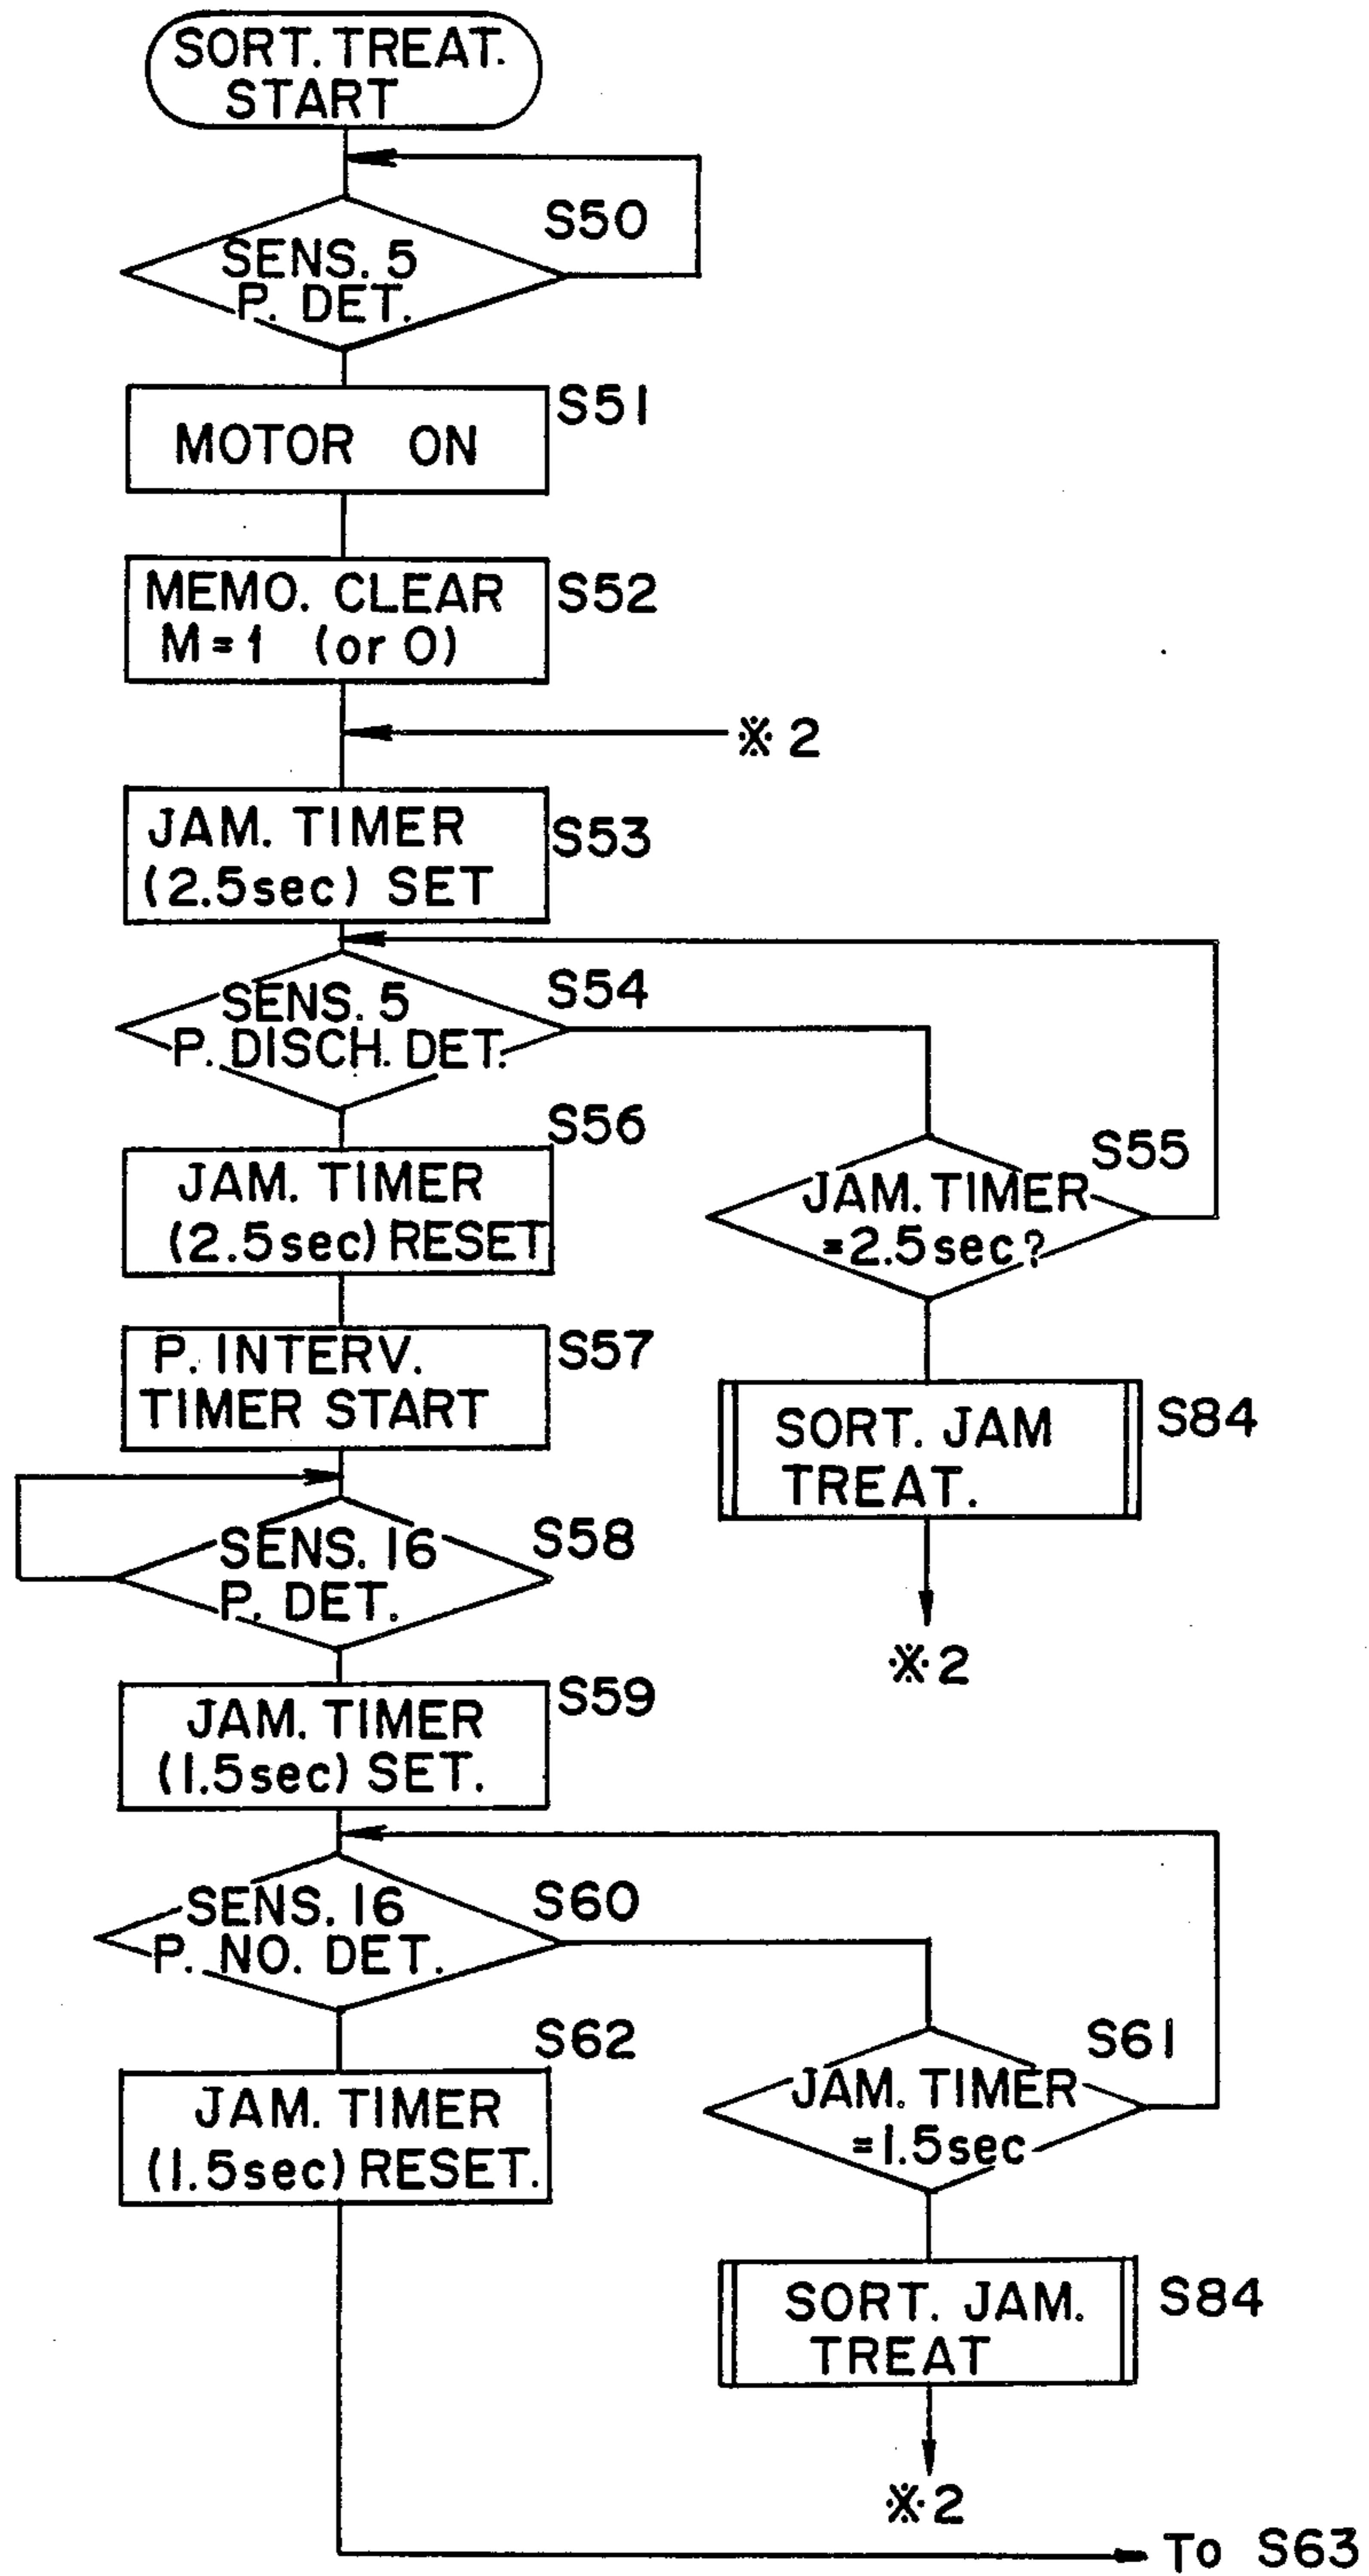 SORT. TREAT.
START
S50
SENS. 5
P. DET.
S51
MOTOR ON
MEMO. CLEAR
M=1 (or 0)
S52
※2
JAM. TIMER
(2.5sec) SET
S53
SENS. 5
P. DISCH. DET.
S54
S56
JAM. TIMER
(2.5sec) RESET
S55
JAM. TIMER
=2.5sec?
P. INTERV.
TIMER START
S57
SORT. JAM
TREAT.
S84
※2
SENS. 16
P. DET.
S58
JAM. TIMER
(1.5sec) SET.
S59
SENS. 16
P. NO. DET.
S60
S62
JAM. TIMER
(1.5sec) RESET.
S61
JAM. TIMER
=1.5sec
SORT. JAM.
TREAT
S84
※2
To S63